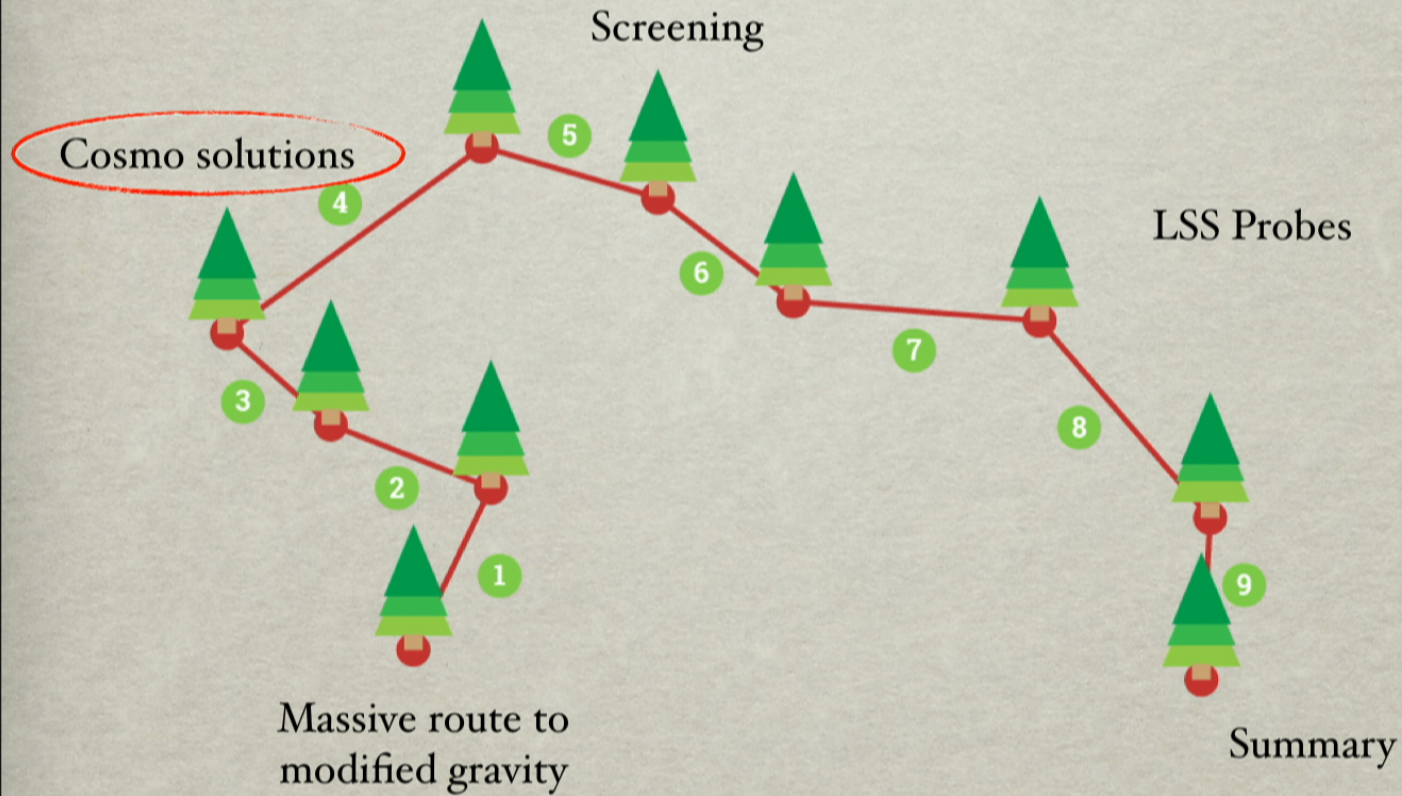 Screening
Cosmo solutions
5
4
LSS Probes
6
7
3
8
2
1
9
Massive route to
modified gravity
Summary